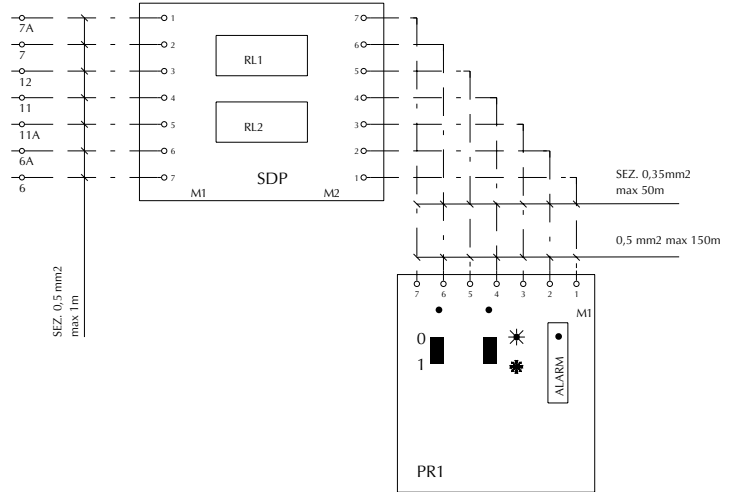 7A
7
12
11
11A
6A
6
SEZ. 0,5 mm2
max 1m
1
2
3
4
5
6
7
RL1
RL2
SDP
M1
M2
7
6
5
4
3
2
1
SEZ. 0,35mm2
max 50m
0,5 mm2 max 150m
7 6 5 4 3 2 1
M1
0
1
ALARM
PR1